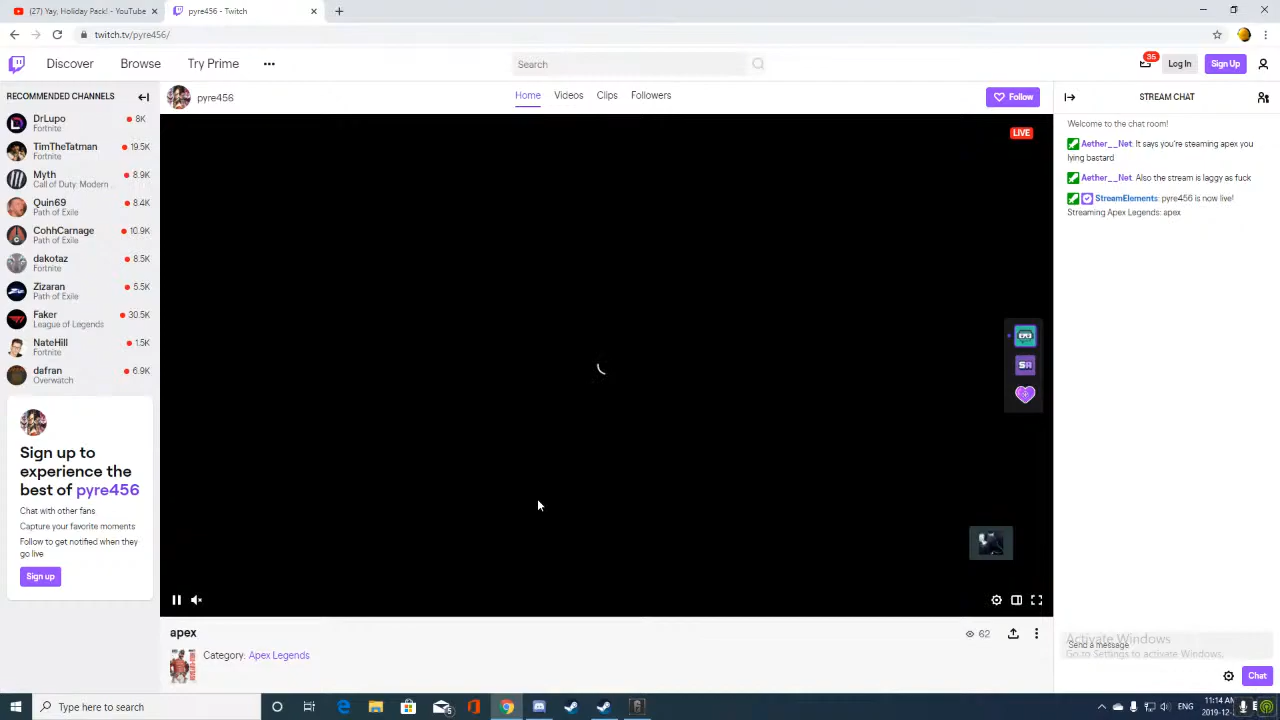 (27) Yay, Holiday Pack! - YouTube
pyre456 - Twitch
twitch.tv/pyre456/
Discover
Browse
Try Prime
Search
35
Log In
Sign Up
RECOMMENDED CHANNELS
DrLupo
8K
Fortnite
TimTheTatman
19.5K
Fortnite
Myth
8.9K
Call of Duty: Modern
Quin69
8.4K
Path of Exile
CohhCarnage
10.9K
Path of Exile
dakotaz
8.5K
Fortnite
Zizaran
5.5K
Path of Exile
Faker
30.5K
League of Legends
NateHill
1.5K
Fortnite
dafran
6.9K
Overwatch
Sign up to
experience the
best of pyre456
Chat with other fans
Capture your favorite moments
Follow to get notified when they
go live
Sign up
pyre456
Home
Videos
Clips
Followers
Follow
LIVE
apex
62
Category: Apex Legends
STREAM CHAT
Welcome to the chat room!
Aether__Net: It says you're steaming apex you
lying bastard
Aether__Net: Also the stream is laggy as fuck
StreamElements: pyre456 is now live!
Streaming Apex Legends: apex
Activate Windows
Send a message
Go to Settings to activate Windows.
Chat
Type here to search
11:14 AM
2019-12-